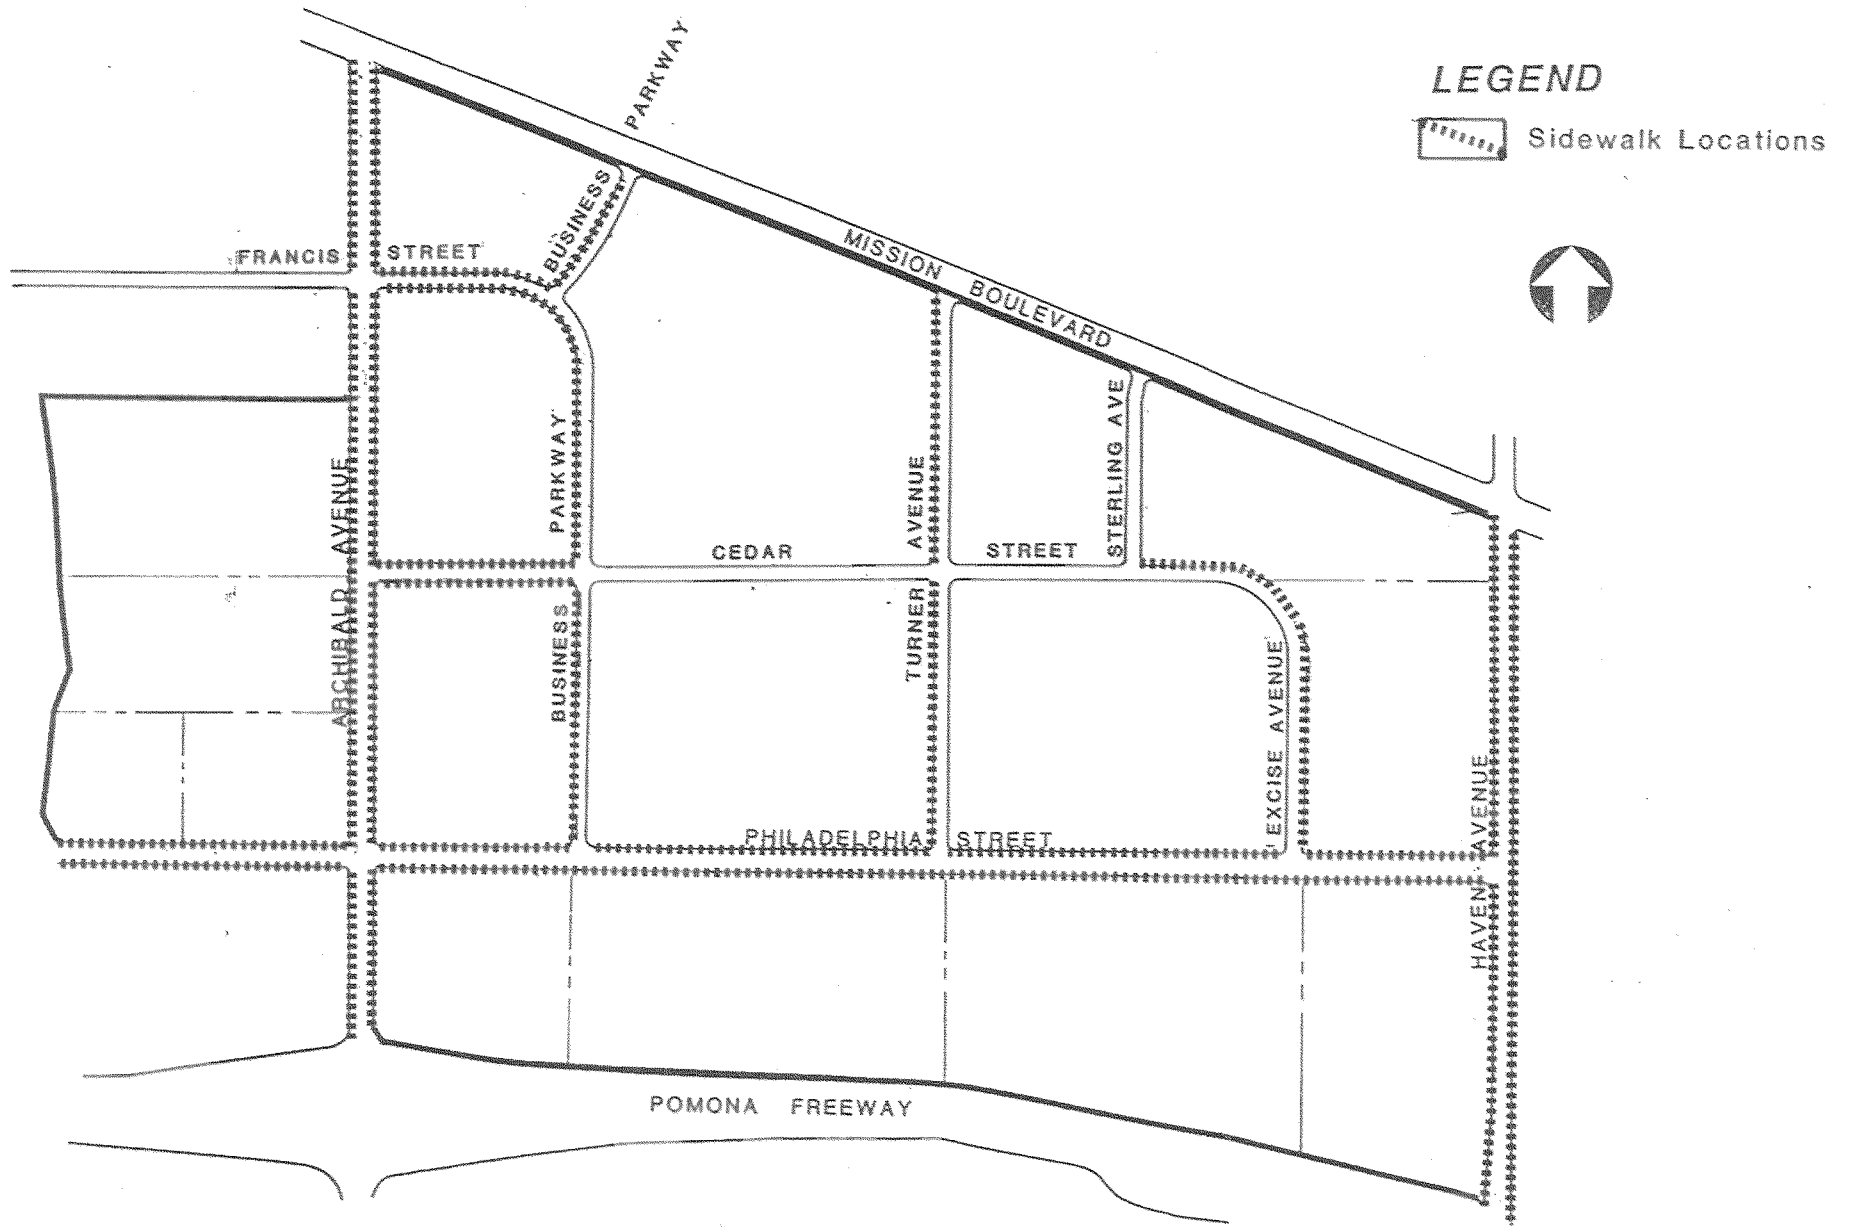 PARKWAY
LEGEND
Sidewalk Locations
BUSINESS
FRANCIS STREET
MISSION BOULEVARD
ARCHIBALD AVENUE
PARKWAY
TURNER AVENUE
STERLING AVE
CEDAR STREET
BUSINESS
EXCISE AVENUE
HAVEN AVENUE
PHILADELPHIA STREET
POMONA FREEWAY